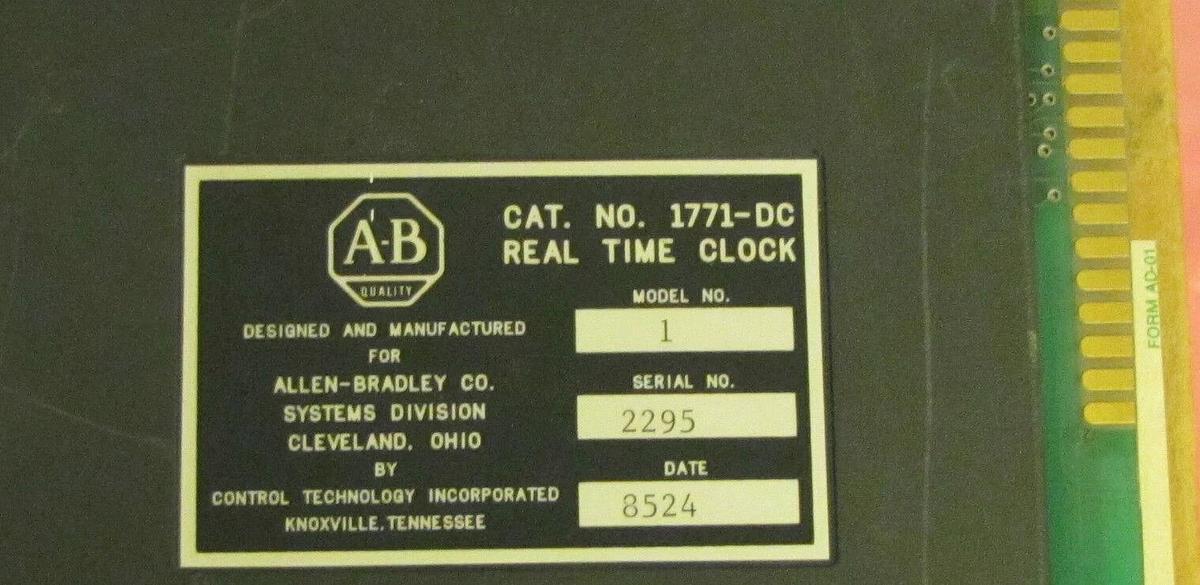 A-B
QUALITY
DESIGNED AND MANUFACTURED
FOR
ALLEN-BRADLEY CO.
SYSTEMS DIVISION
CLEVELAND, OHIO
BY
CONTROL TECHNOLOGY INCORPORATED
KNOXVILLE, TENNESSEE
CAT. NO. 1771-DC
REAL TIME CLOCK
MODEL NO.
1
SERIAL NO.
2295
DATE
8524
FORM AD-01